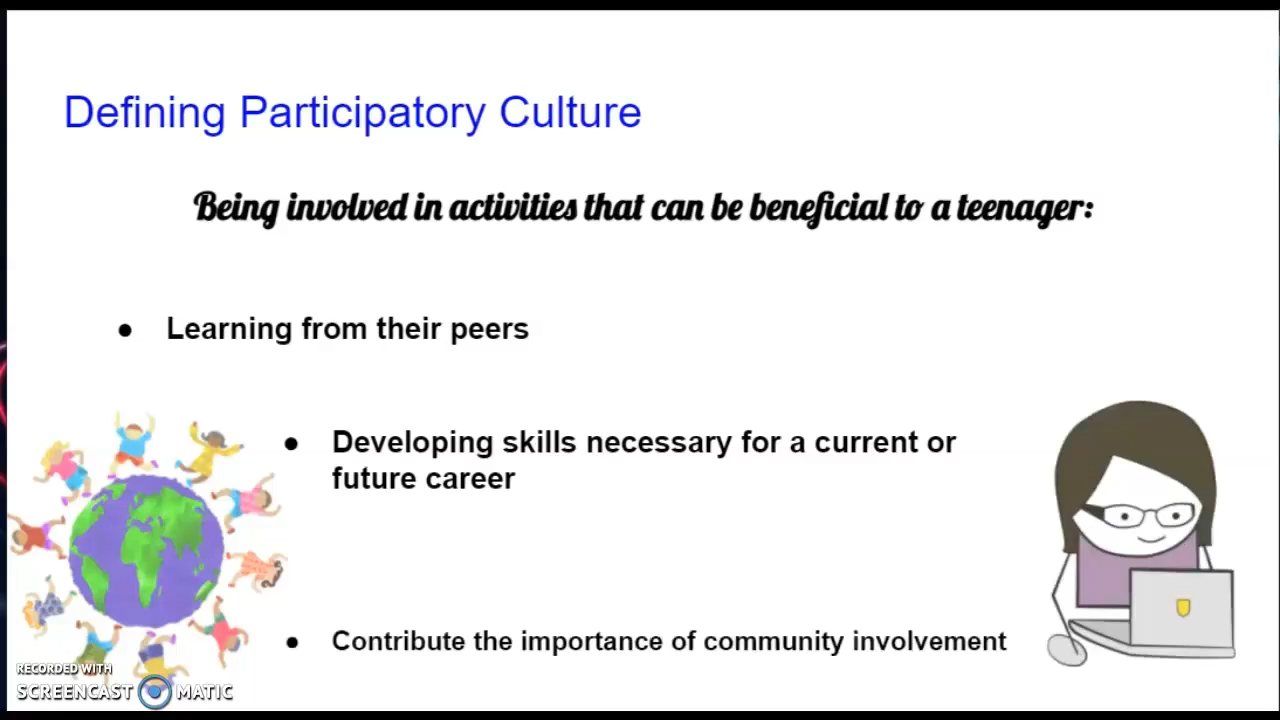 Defining Participatory Culture
Being involved in activities that can be beneficial to a teenager:
● Learning from their peers
● Developing skills necessary for a current or
future career
● Contribute the importance of community involvement
RECORDED WITH
SCREENCAST MATIC